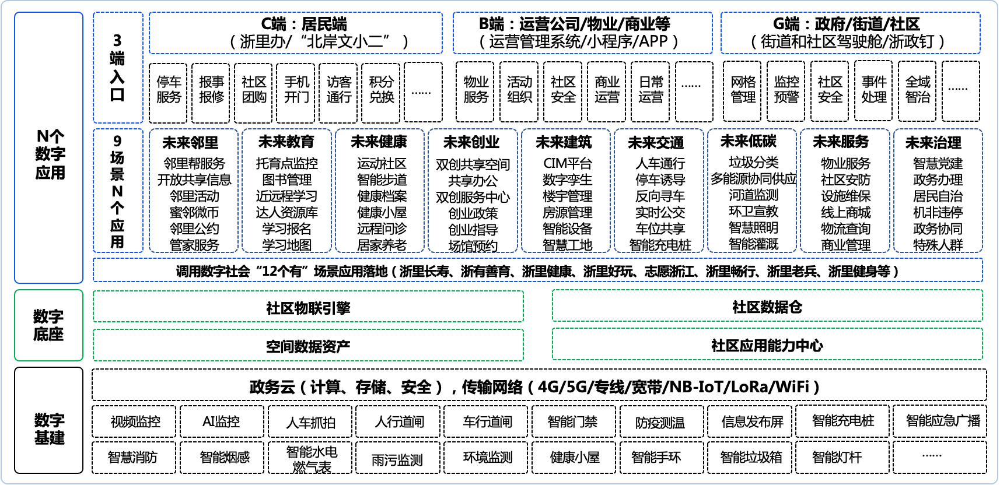 N个
数字
应用
3
端
入
口
C端：居民端
（浙里办/“北岸文小二”）
B端：运营公司/物业/商业等
（运营管理系统/小程序/APP）
G端：政府/街道/社区
（街道和社区驾驶舱/浙政钉）
停车
服务
报事
报修
社区
团购
手机
开门
访客
通行
积分
兑换
……
物业
服务
活动
组织
社区
安全
商业
运营
日常
运营
……
网格
管理
监控
预警
社区
安全
事件
处理
全域
智治
……
9
场
景
N
个
应
用
未来邻里
邻里帮服务
开放共享信息
邻里活动
蜜邻微币
邻里公约
管家服务
未来教育
托育点监控
图书管理
近远程学习
达人资源库
学习报名
学习地图
未来健康
运动社区
智能步道
健康档案
健康小屋
远程问诊
居家养老
未来创业
双创共享空间
共享办公
双创服务中心
创业政策
创业指导
场馆预约
未来建筑
CIM平台
数字孪生
楼宇管理
房源管理
智能设备
智慧工地
未来交通
人车通行
停车诱导
反向寻车
实时公交
车位共享
智能充电桩
未来低碳
垃圾分类
多能源协同供应
河道监测
环卫宣教
智慧照明
智能灌溉
未来服务
物业服务
社区安防
设施维保
线上商城
物流查询
商业管理
未来治理
智慧党建
政务办理
居民自治
机非违停
政务协同
特殊人群
调用数字社会“12个有”场景应用落地（浙里长寿、浙有善育、浙里健康、浙里好玩、志愿浙江、浙里畅行、浙里老兵、浙里健身等）
数字
底座
社区物联引擎
社区数据仓
空间数据资产
社区应用能力中心
数字
基建
政务云（计算、存储、安全），传输网络（4G/5G/专线/宽带/NB-IoT/LoRa/WiFi）
视频监控
AI监控
人车抓拍
人行道闸
车行道闸
智能门禁
防疫测温
信息发布屏
智能充电桩
智能应急广播
智慧消防
智能烟感
智能水电
燃气表
雨污监测
环境监测
健康小屋
智能手环
智能垃圾箱
智能灯杆
……